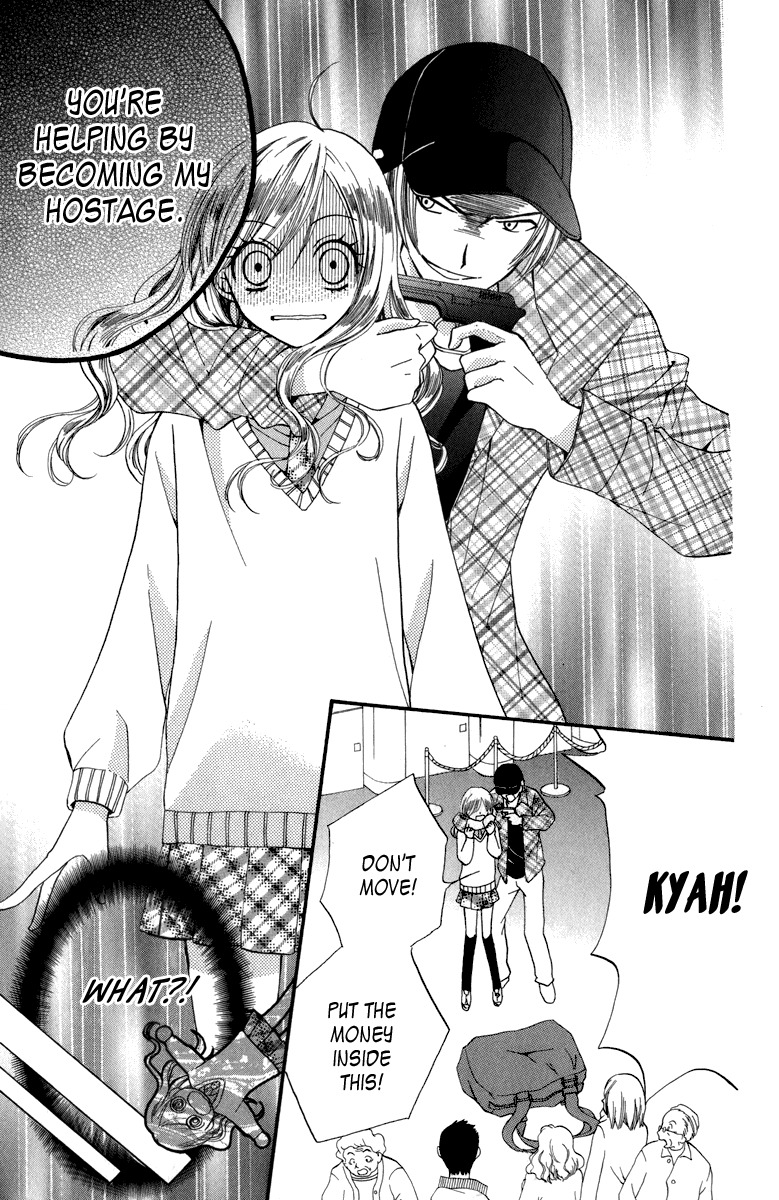 YOU'RE
HELPING BY
BECOMING MY
HOSTAGE.
KYAH!
DON'T
MOVE!
PUT THE
MONEY
INSIDE
THIS!
WHAT?!